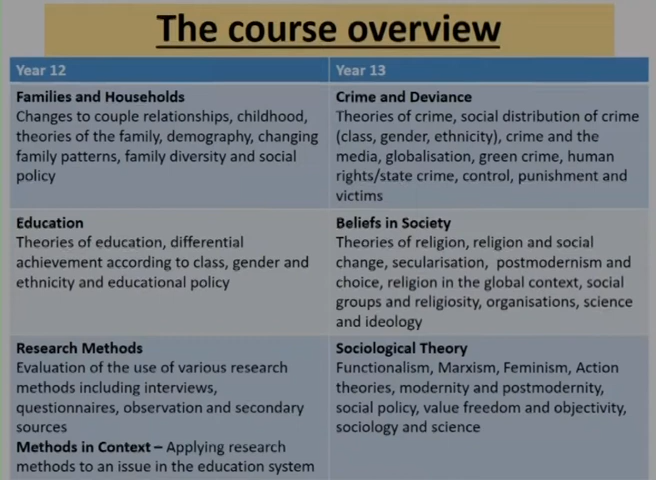 The course overview
Year 12
Year 13
Families and Households
Changes to couple relationships, childhood,
theories of the family, demography, changing
family patterns, family diversity and social
policy
Crime and Deviance
Theories of crime, social distribution of crime
(class, gender, ethnicity), crime and the
media, globalisation, green crime, human
rights/state crime, control, punishment and
victims
Education
Theories of education, differential
achievement according to class, gender and
ethnicity and educational policy
Beliefs in Society
Theories of religion, religion and social
change, secularisation, postmodernism and
choice, religion in the global context, social
groups and religiosity, organisations, science
and ideology
Research Methods
Evaluation of the use of various research
methods including interviews,
questionnaires, observation and secondary
sources
Methods in Context – Applying research
methods to an issue in the education system
Sociological Theory
Functionalism, Marxism, Feminism, Action
theories, modernity and postmodernity,
social policy, value freedom and objectivity,
sociology and science